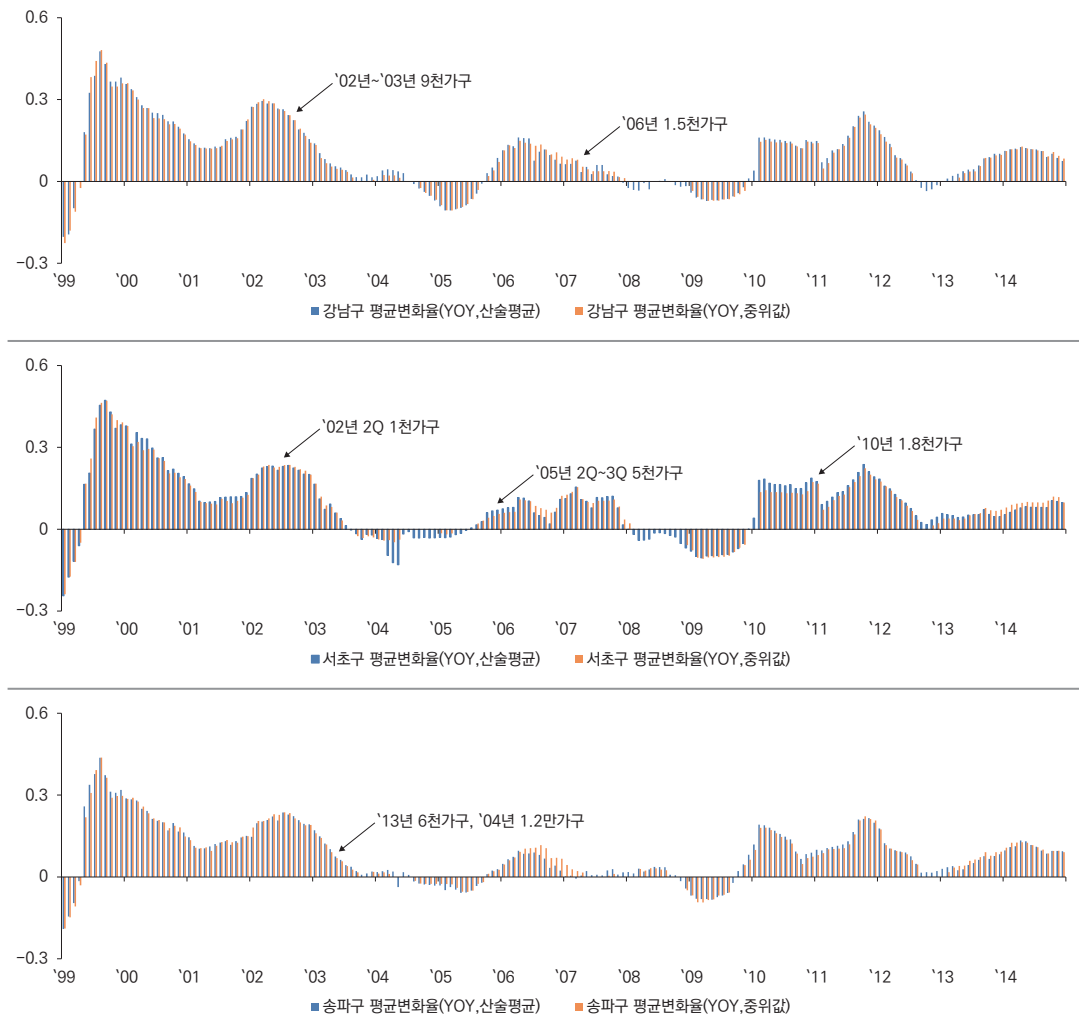 0.6
`02년~`03년 9천가구
0.3
`06년 1.5천가구
0
-0.3
`99 `00 `01 `02 `03 `04 `05 `06 `07 `08 `09 `10 `11 `12 `13 `14
강남구 평균변화율(YOY,산술평균) 강남구 평균변화율(YOY,중위값)
0.6
`02년 2Q 1천가구
`10년 1.8천가구
0.3
`05년 2Q~3Q 5천가구
0
-0.3
`99 `00 `01 `02 `03 `04 `05 `06 `07 `08 `09 `10 `11 `12 `13 `14
서초구 평균변화율(YOY,산술평균) 서초구 평균변화율(YOY,중위값)
0.6
0.3
`13년 6천가구, `04년 1.2만가구
0
-0.3
`99 `00 `01 `02 `03 `04 `05 `06 `07 `08 `09 `10 `11 `12 `13 `14
송파구 평균변화율(YOY,산술평균) 송파구 평균변화율(YOY,중위값)